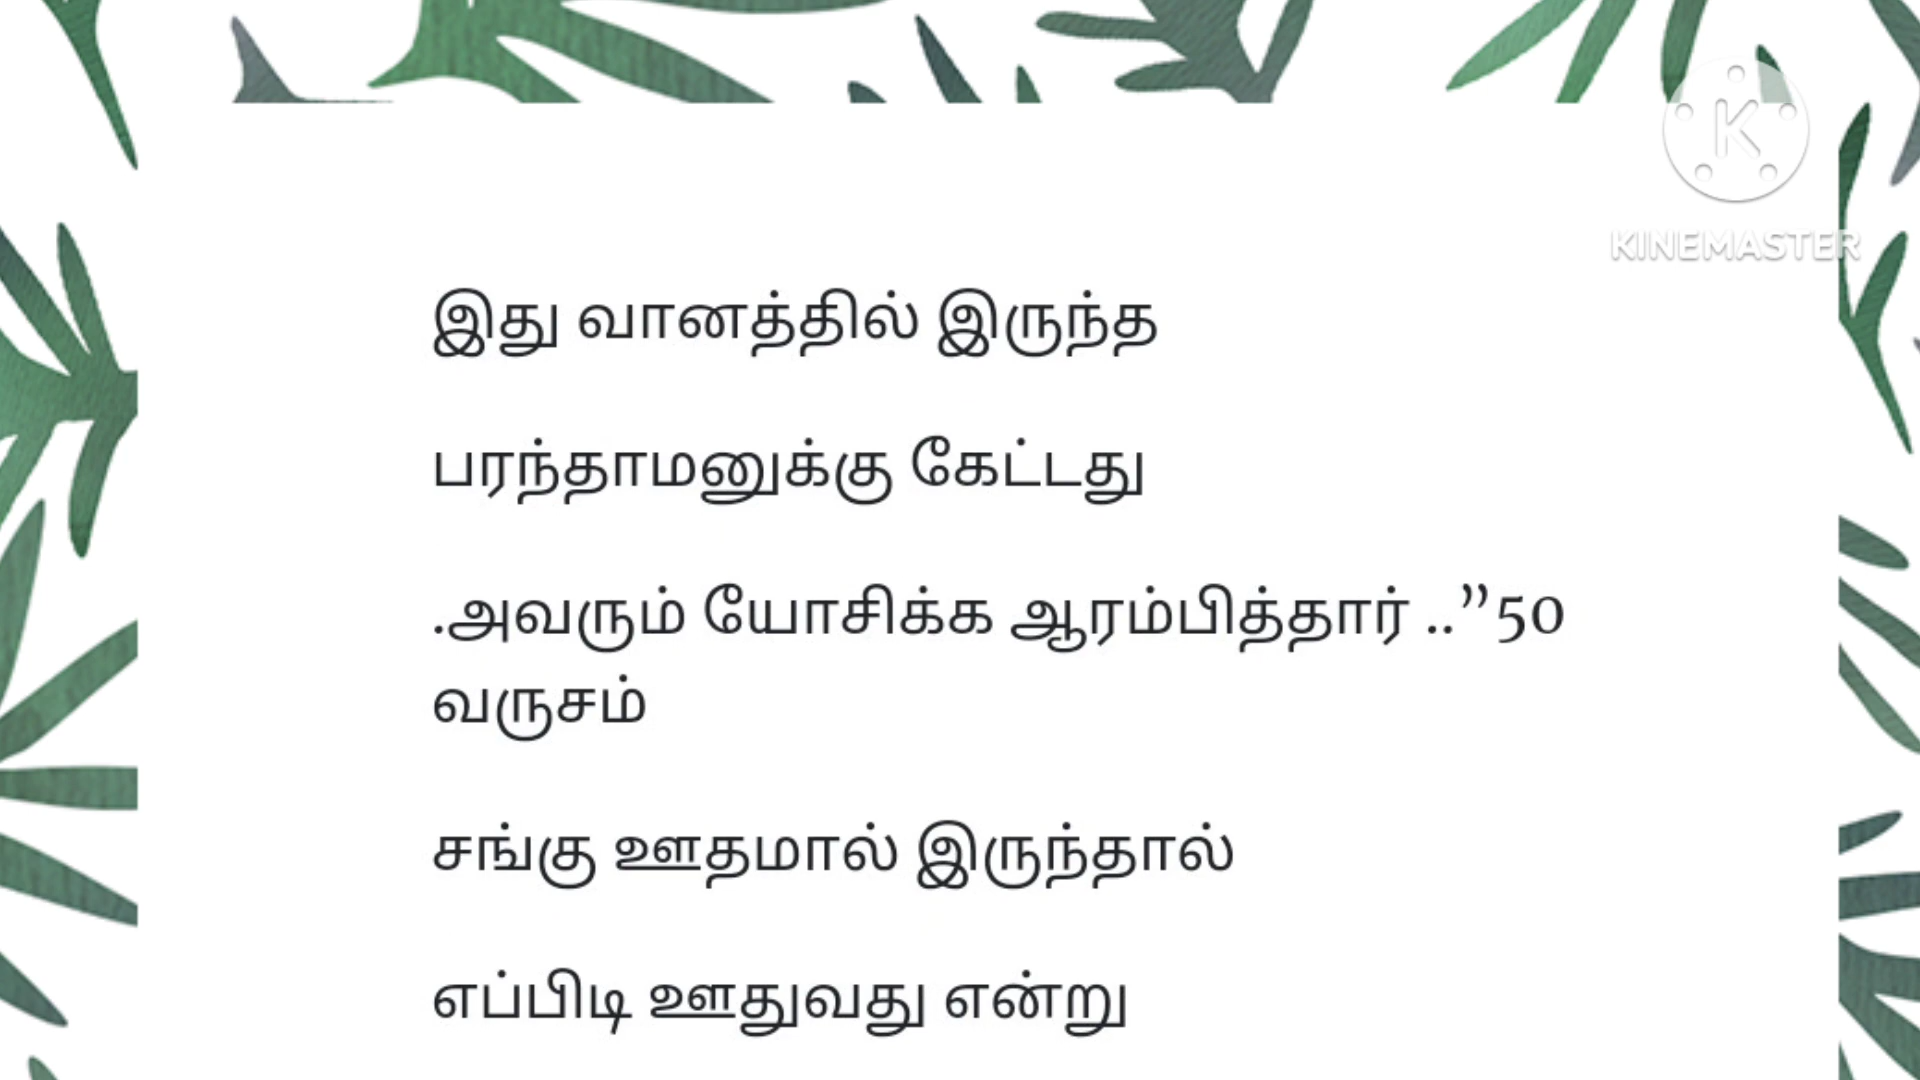 KINEMASTER
இது வானத்தில் இருந்த
பரந்தாமனுக்கு கேட்டது
.அவரும் யோசிக்க ஆரம்பித்தார் ..”50
வருசம்
சங்கு ஊதமால் இருந்தால்
எப்பிடி ஊதுவது என்று